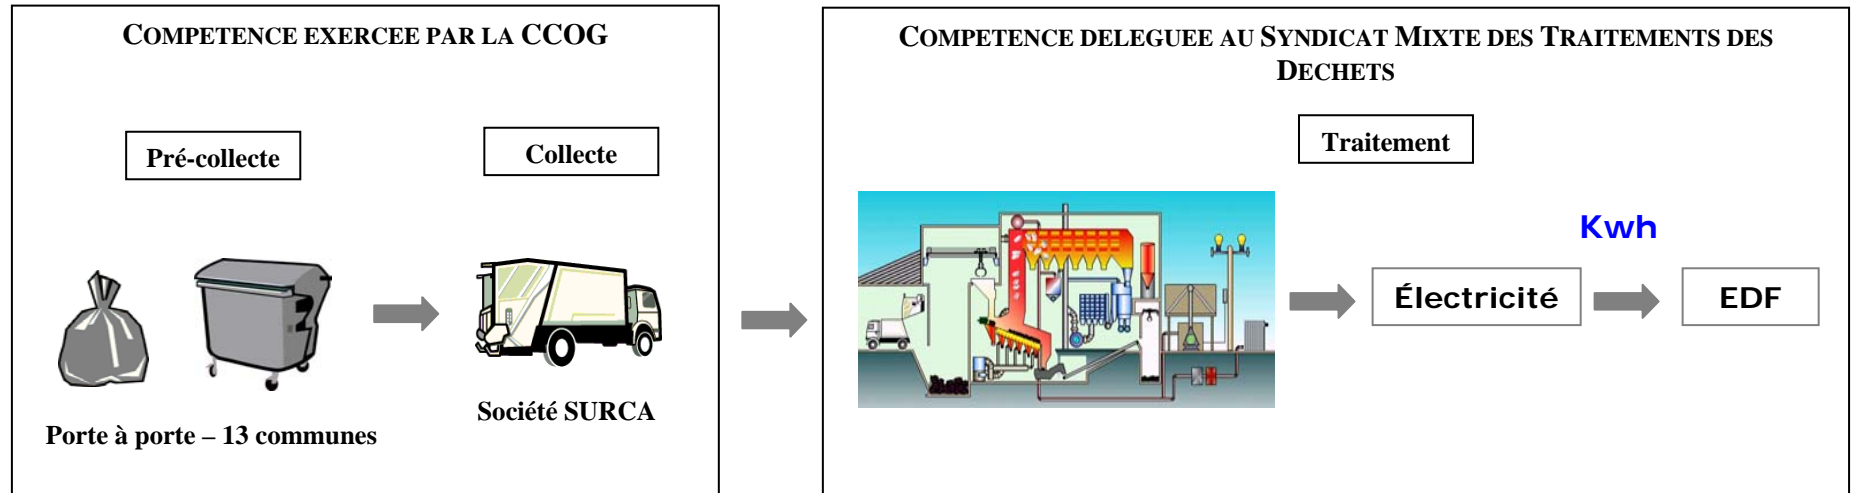 COMPETENCE EXERCEE PAR LA CCOG
Pré-collecte
Collecte
Société SURCA
Porte à porte – 13 communes
COMPETENCE DELEGUEE AU SYNDICAT MIXTE DES TRAITEMENTS DES
DECHETS
Traitement
Kwh
Électricité
EDF